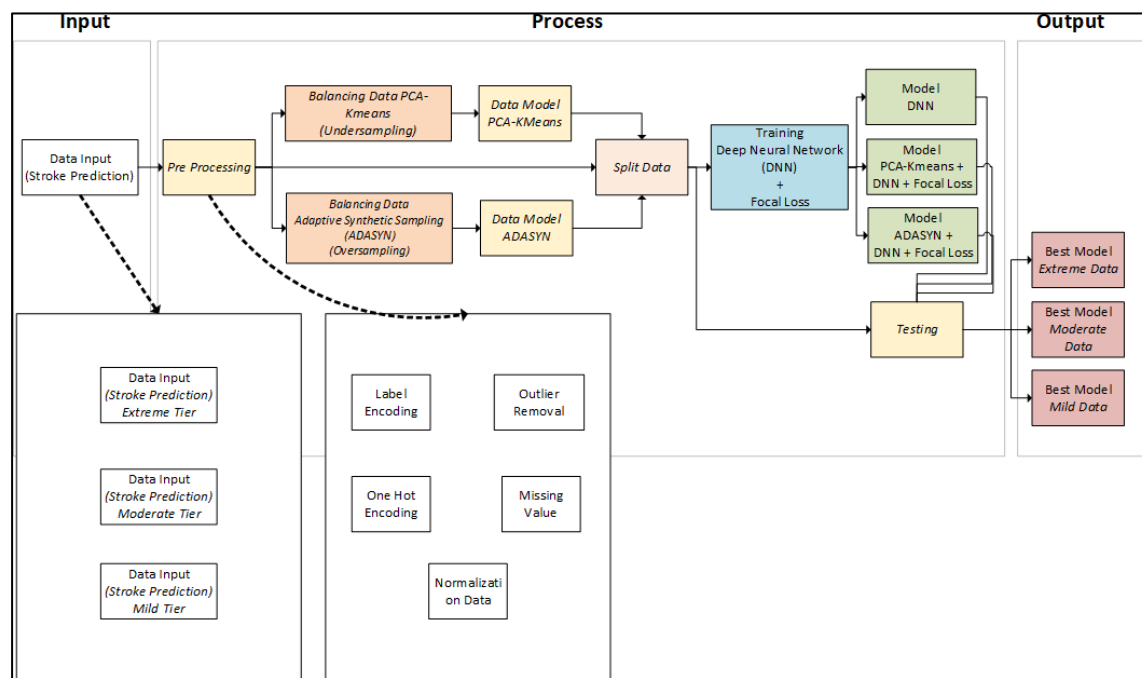 Input
Process
Output
Data Input
(Stroke Prediction)
Pre Processing
Balancing Data PCA-
Kmeans
(Undersampling)
Data Model
PCA-KMeans
Balancing Data
Adaptive Synthetic Sampling
(ADASYN)
(Oversampling)
Data Model
ADASYN
Split Data
Training
Deep Neural Network
(DNN)
+
Focal Loss
Model
DNN
Model
PCA-Kmeans +
DNN + Focal Loss
Model
ADASYN +
DNN + Focal Loss
Testing
Best Model
Extreme Data
Best Model
Moderate
Data
Best Model
Mild Data
Data Input
(Stroke Prediction)
Extreme Tier
Data Input
(Stroke Prediction)
Moderate Tier
Data Input
(Stroke Prediction)
Mild Tier
Label
Encoding
Outlier
Removal
One Hot
Encoding
Missing
Value
Normalizati
on Data